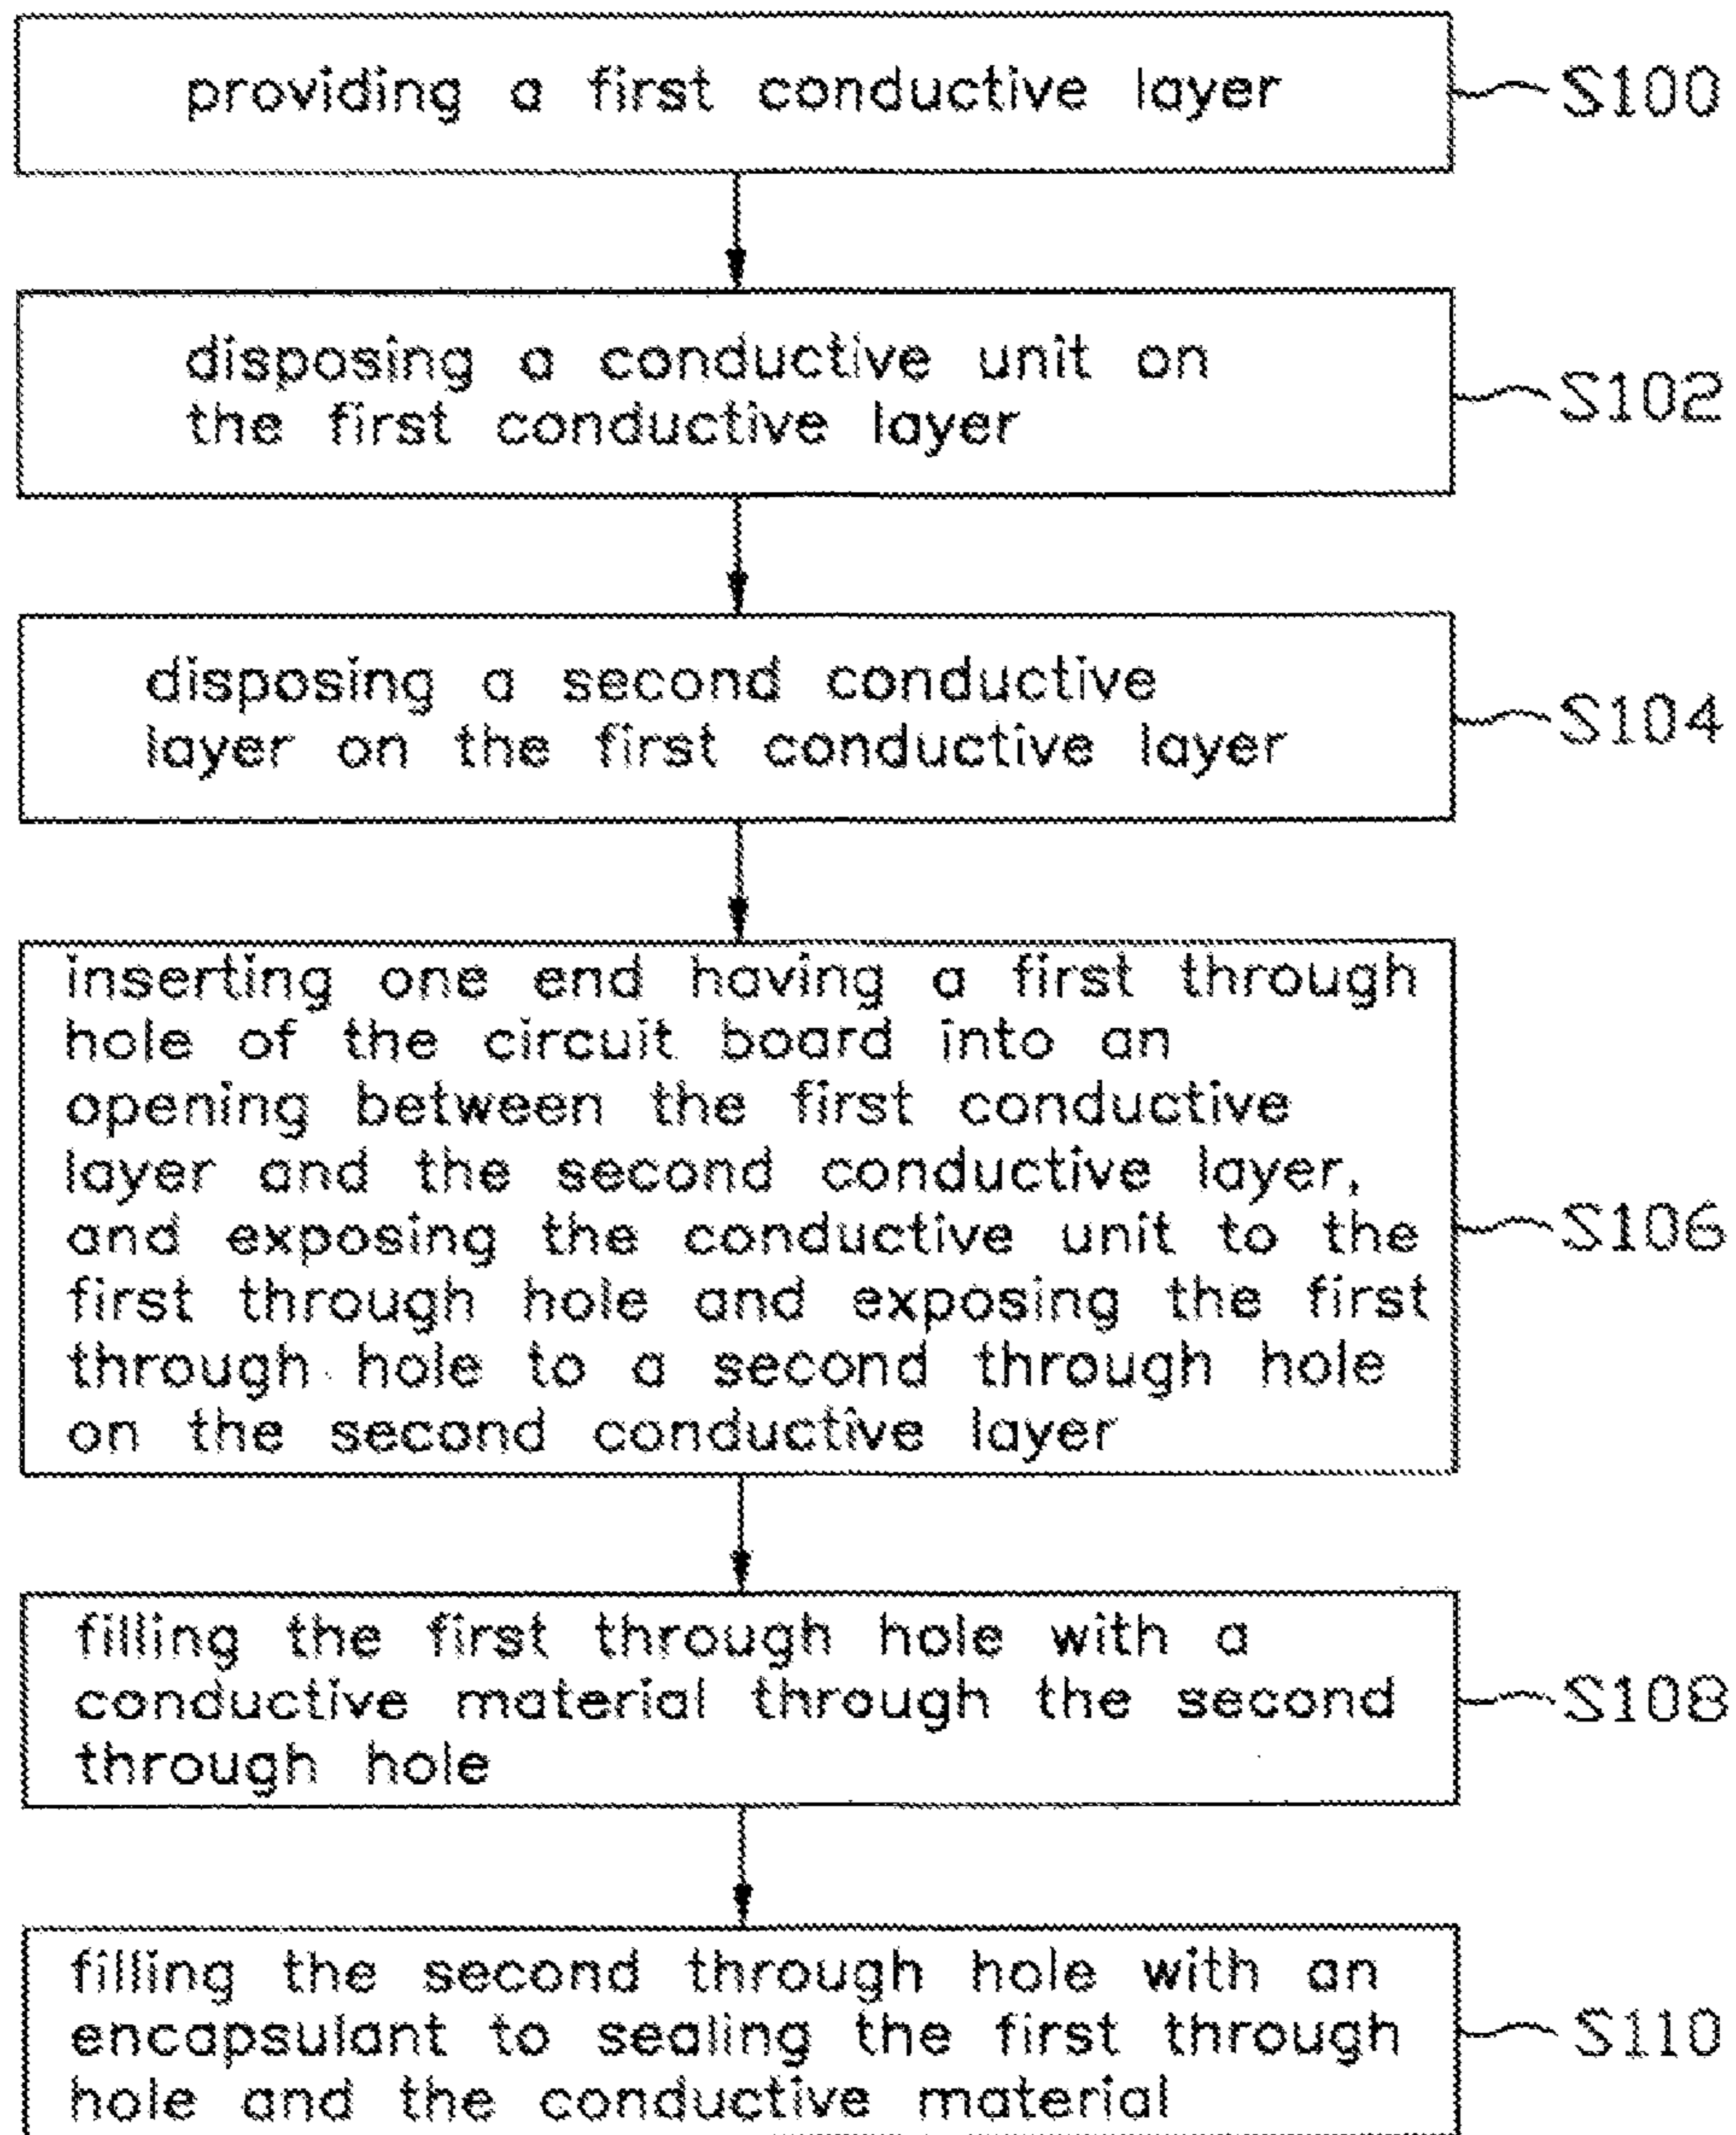 providing a first conductive layer
S100
disposing a conductive unit on
the first conductive layer
S102
disposing a second conductive
layer on the first conductive layer
S104
inserting one end having a first through
hole of the circuit board into an
opening between the first conductive
layer and the second conductive layer,
and exposing the conductive unit to the
first through hole and exposing the first
through hole to a second through hole
on the second conductive layer
S106
filling the first through hole with a
conductive material through the second
through hole
S108
filling the second through hole with an
encapsulant to sealing the first through
hole and the conductive material
S110